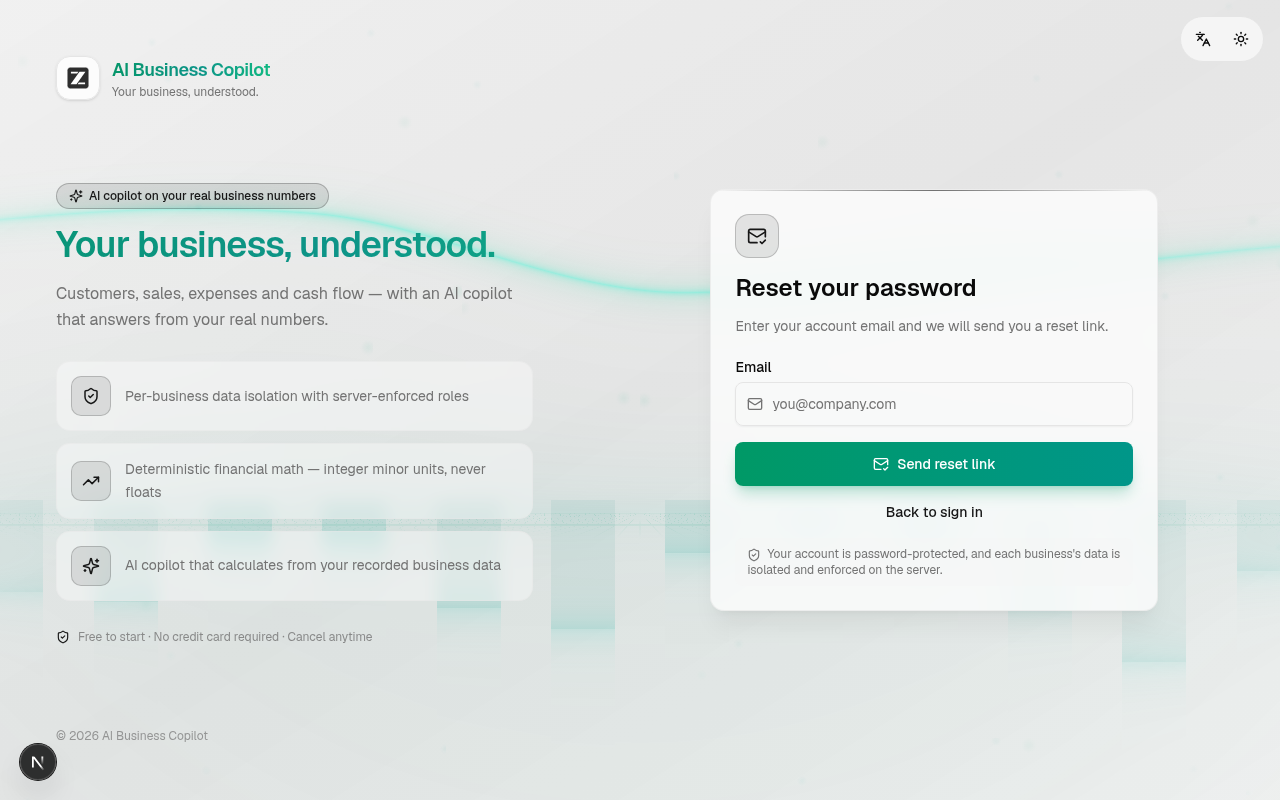 AI Business Copilot
Your business, understood.
AI copilot on your real business numbers
Your business, understood.
Customers, sales, expenses and cash flow — with an AI copilot
that answers from your real numbers.
Per-business data isolation with server-enforced roles
Deterministic financial math — integer minor units, never
floats
AI copilot that calculates from your recorded business data
Free to start · No credit card required · Cancel anytime
© 2026 AI Business Copilot
Reset your password
Enter your account email and we will send you a reset link.
Email
you@company.com
Send reset link
Back to sign in
Your account is password-protected, and each business's data is
isolated and enforced on the server.